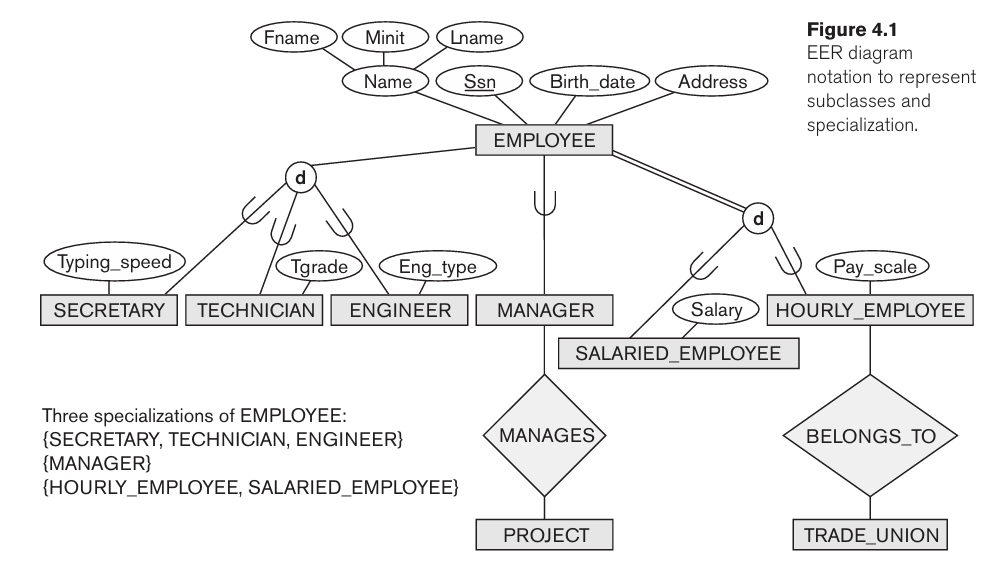 Figure 4.1
EER diagram
notation to represent
subclasses and
specialization.
Fname Minit Lname
Name Ssn Birth_date Address
EMPLOYEE
d
d
Typing_speed Tgrade Eng_type Pay_scale
SECRETARY TECHNICIAN ENGINEER MANAGER Salary HOURLY_EMPLOYEE
SALARIED_EMPLOYEE
Three specializations of EMPLOYEE:
{SECRETARY, TECHNICIAN, ENGINEER}
{MANAGER}
{HOURLY_EMPLOYEE, SALARIED_EMPLOYEE}
MANAGES BELONGS_TO
PROJECT TRADE_UNION